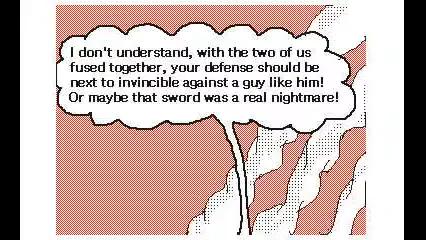 I don't understand, with the two of us
fused together, your defense should be
next to invincible against a guy like him!
Or maybe that sword was a real nightmare!